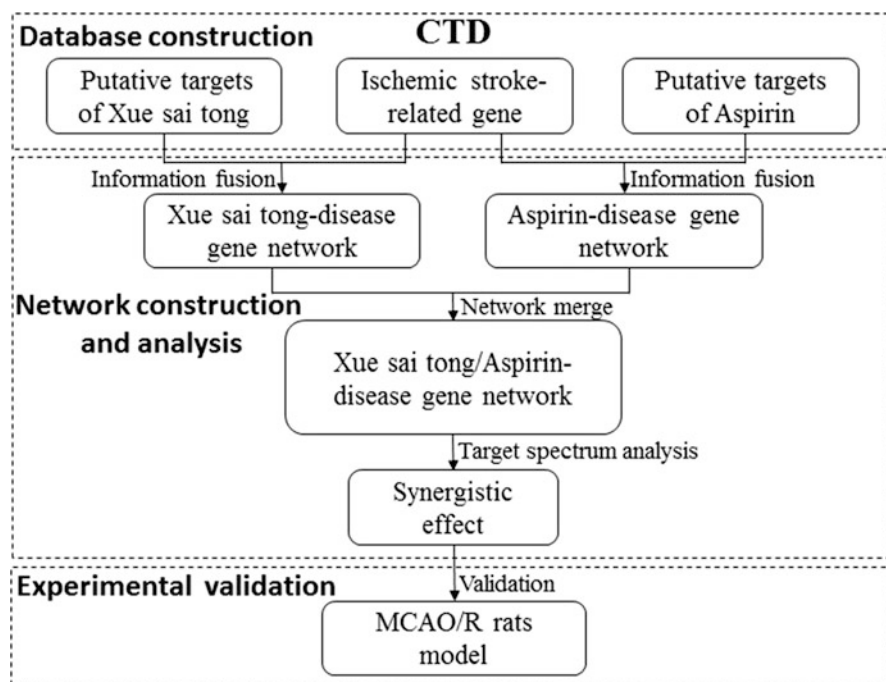 Database construction
CTD
Putative targets
of Xue sai tong
Ischemic stroke-
related gene
Putative targets
of Aspirin
Information fusion
Information fusion
Xue sai tong-disease
gene network
Aspirin-disease gene
network
Network construction
and analysis
Network merge
Xue sai tong/Aspirin-
disease gene network
Target spectrum analysis
Synergistic
effect
Experimental validation
Validation
MCAO/R rats
model